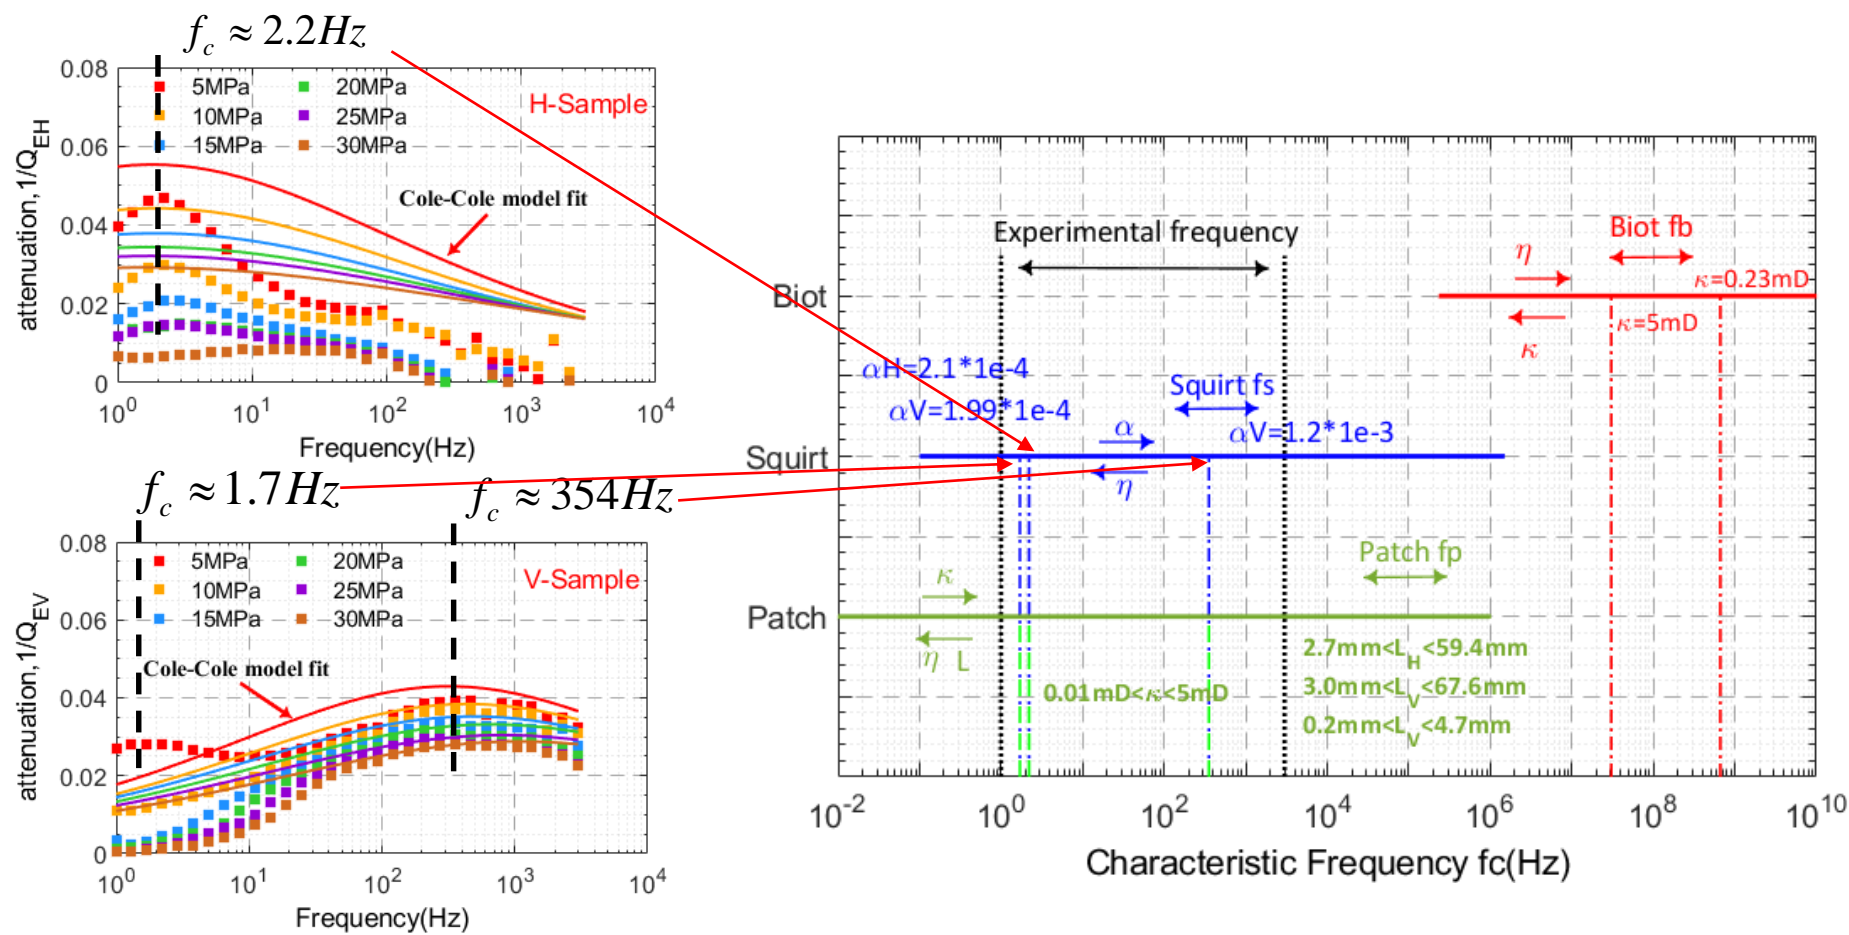 f_c ≈ 2.2Hz
0.08
0.06
0.04
0.02
0
attenuation,1/Q_EH
5MPa
10MPa
15MPa
20MPa
25MPa
30MPa
H-Sample
Cole-Cole model fit
10^0
10^1
10^2
10^3
10^4
Frequency(Hz)
f_c ≈ 1.7Hz
f_c ≈ 354Hz
0.08
0.06
0.04
0.02
0
attenuation,1/Q_EV
5MPa
10MPa
15MPa
20MPa
25MPa
30MPa
V-Sample
Cole-Cole model fit
10^0
10^1
10^2
10^3
10^4
Frequency(Hz)
Experimental frequency
Biot
η
κ
Biot fb
κ=0.23mD
κ=5mD
αH=2.1*1e-4
αV=1.99*1e-4
Squirt fs
αV=1.2*1e-3
Squirt
α
η
Patch fp
Patch
κ
η L
0.01mD<κ<5mD
2.7mm<L_H<59.4mm
3.0mm<L_V<67.6mm
0.2mm<L_V<4.7mm
10^-2
10^0
10^2
10^4
10^6
10^8
10^10
Characteristic Frequency fc(Hz)